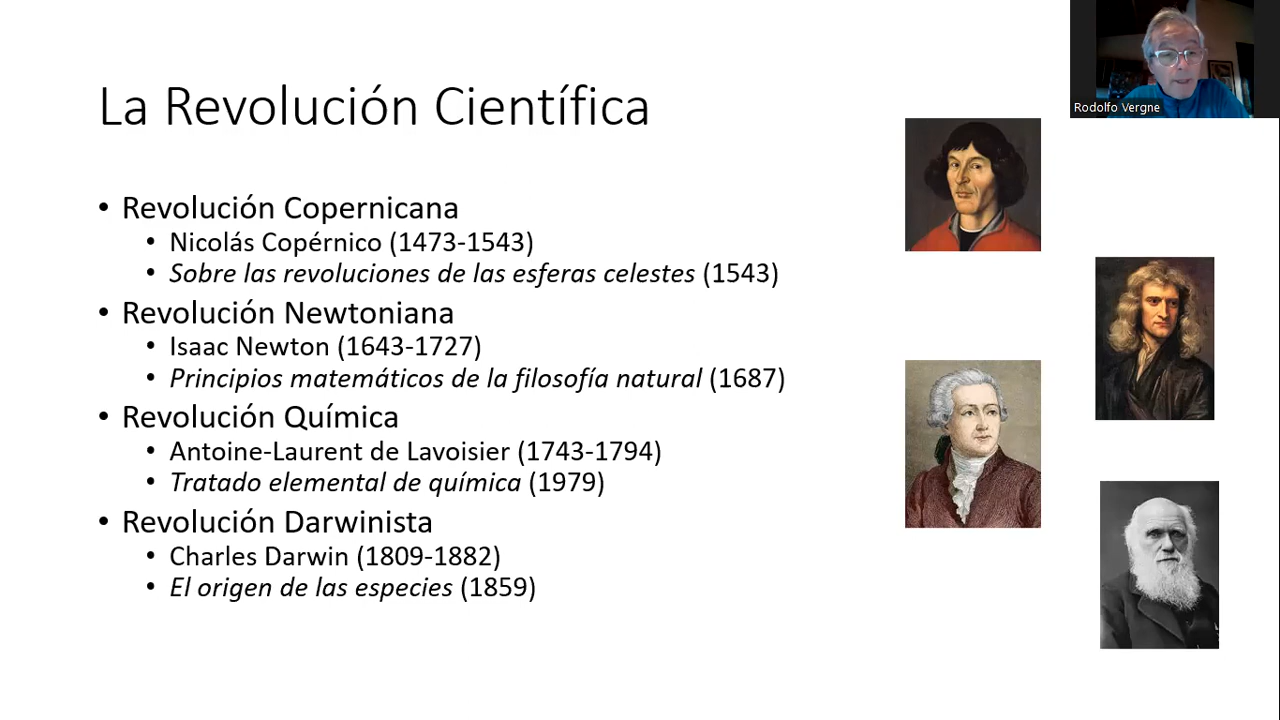 La Revolución Científica
Rodolfo Vergne
• Revolución Copernicana
• Nicolás Copérnico (1473-1543)
• Sobre las revoluciones de las esferas celestes (1543)
• Revolución Newtoniana
• Isaac Newton (1643-1727)
• Principios matemáticos de la filosofía natural (1687)
• Revolución Química
• Antoine-Laurent de Lavoisier (1743-1794)
• Tratado elemental de química (1979)
• Revolución Darwinista
• Charles Darwin (1809-1882)
• El origen de las especies (1859)